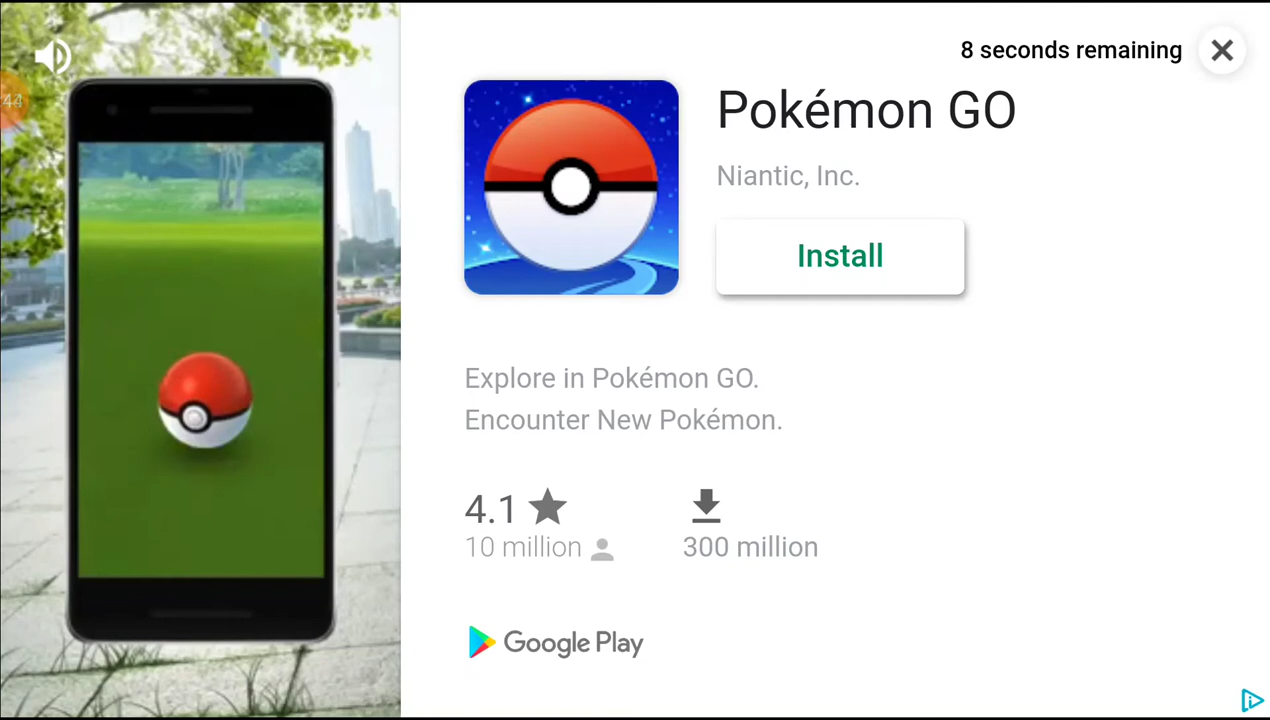 8 seconds remaining
:44
Pokémon GO
Niantic, Inc.
Install
Explore in Pokémon GO.
Encounter New Pokémon.
4.1
10 million
300 million
Google Play